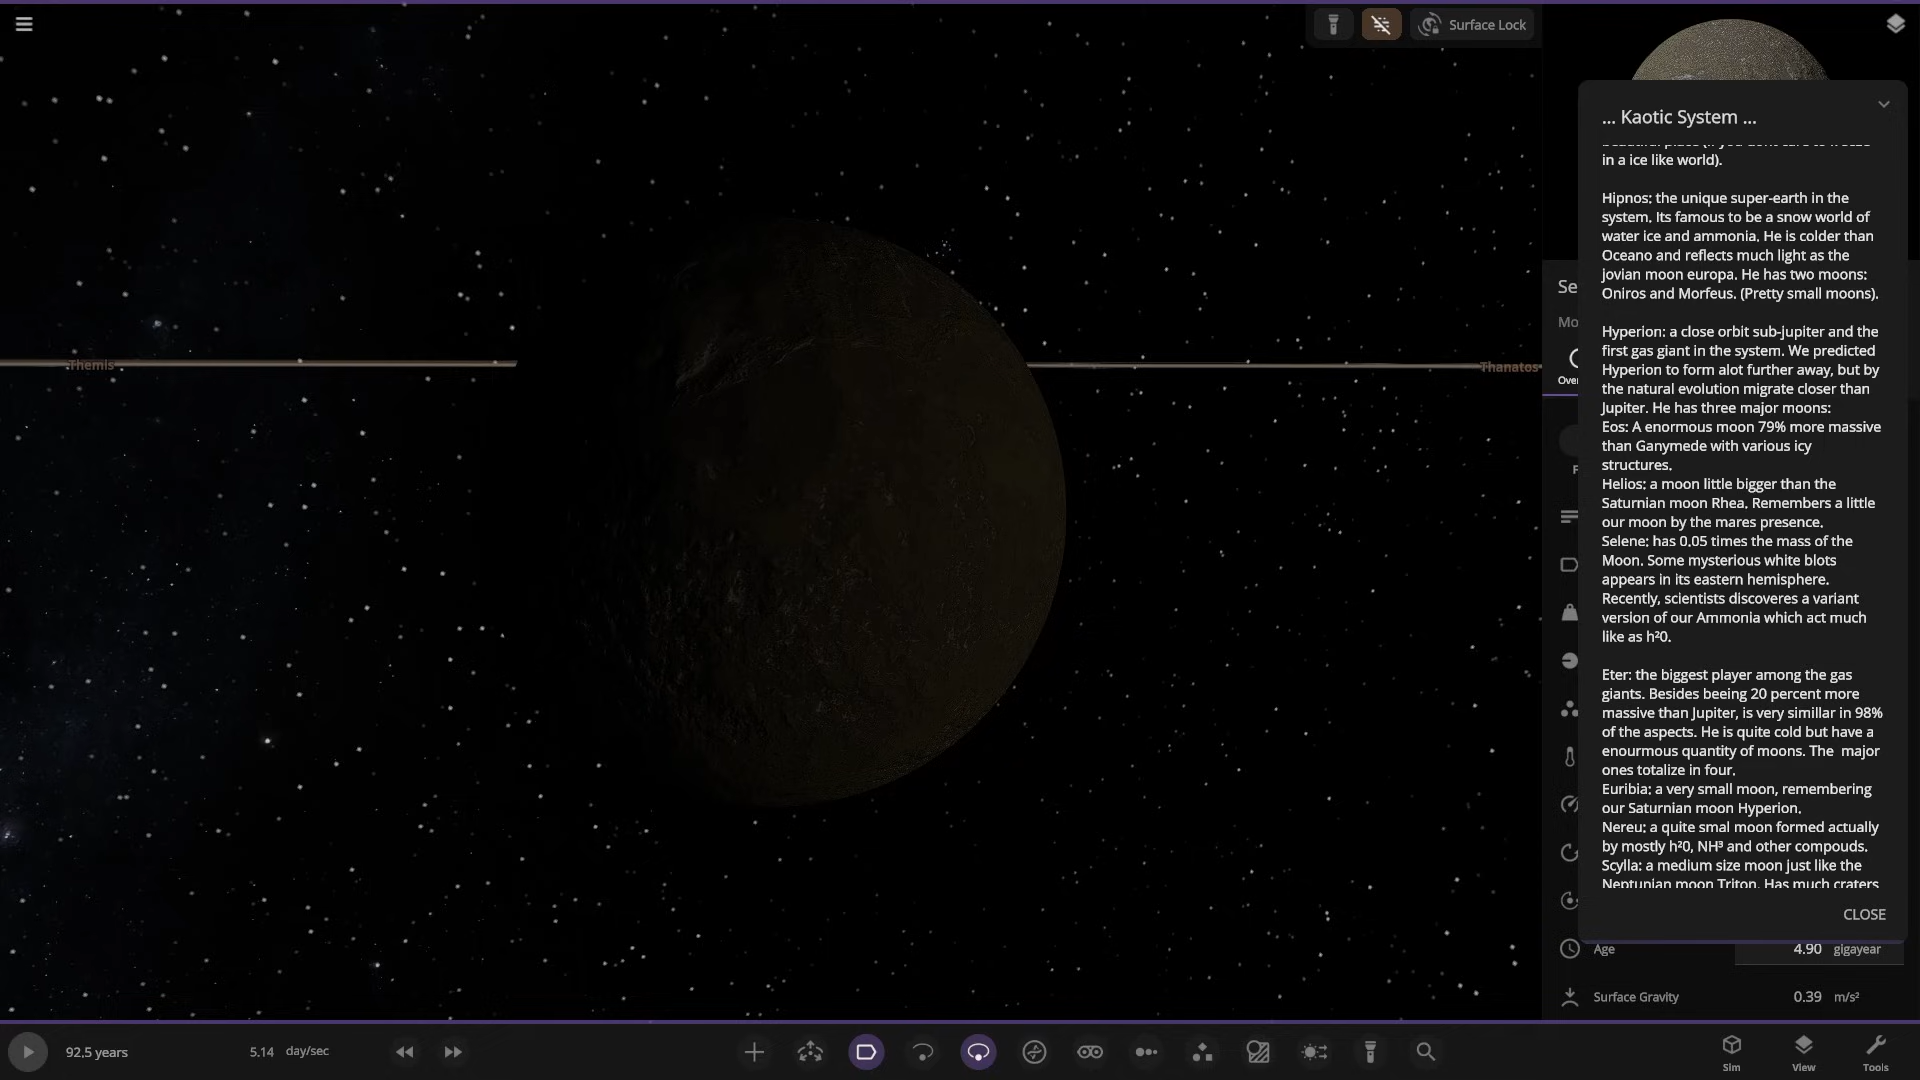 Surface Lock
... Kaotic System ...
in a ice like world).
Hipnos: the unique super-earth in the
system. Its famous to be a snow world of
water ice and ammonia. He is colder than
Oceano and reflects much light as the
jovian moon europa. He has two moons:
Oniros and Morfeus. (Pretty small moons).
Hyperion: a close orbit sub-jupiter and the
first gas giant in the system. We predicted
Hyperion to form alot further away, but by
the natural evolution migrate closer than
Jupiter. He has three major moons:
Eos: A enormous moon 79% more massive
than Ganymede with various icy
structures.
Helios: a moon little bigger than the
Saturnian moon Rhea. Remembers a little
our moon by the mares presence.
Selene: has 0.05 times the mass of the
Moon. Some mysterious white blots
appears in its eastern hemisphere.
Recently, scientists discoveres a variant
version of our Ammonia which act much
like as h²0.
Eter: the biggest player among the gas
giants. Besides beeing 20 percent more
massive than Jupiter, is very simillar in 98%
of the aspects. He is quite cold but have a
enourmous quantity of moons. The  major
ones totalize in four.
Euribia: a very small moon, remembering
our Saturnian moon Hyperion.
Nereu: a quite smal moon formed actually
by mostly h²0, NH³ and other compouds.
Scylla: a medium size moon just like the
Neptunian moon Triton. Has much craters
CLOSE
Se
Mo
Over
Themis
Thanatos
Age 4.90 gigayear
Surface Gravity 0.39 m/s²
92.5 years 5.14 day/sec
Sim View Tools